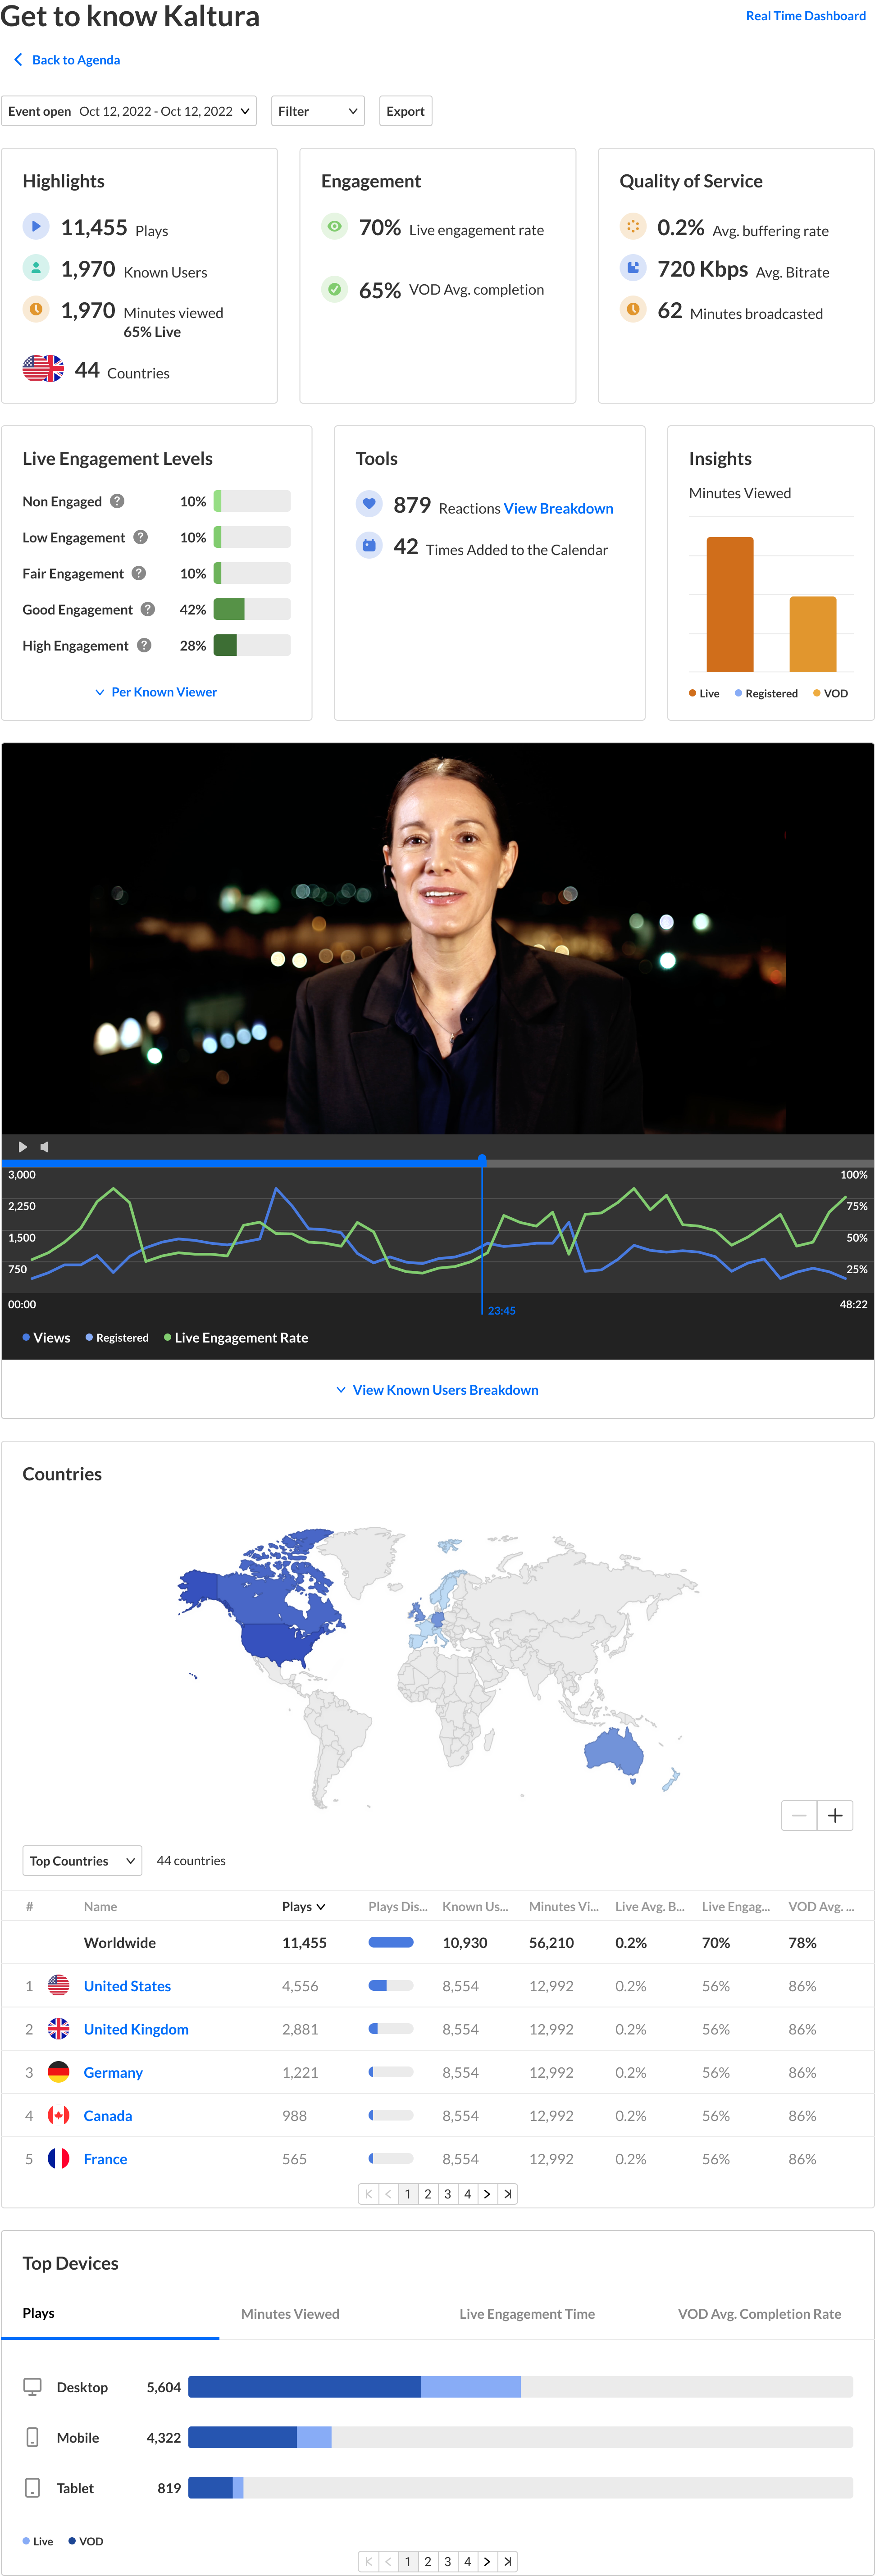 Get to know Kaltura
Real Time Dashboard
Back to Agenda
Event open Oct 12, 2022 - Oct 12, 2022
Filter
Export
Highlights
11,455 Plays
1,970 Known Users
1,970 Minutes viewed
65% Live
44 Countries
Engagement
70% Live engagement rate
65% VOD Avg. completion
Quality of Service
0.2% Avg. buffering rate
720 Kbps Avg. Bitrate
62 Minutes broadcasted
Live Engagement Levels
Non Engaged ? 10%
Low Engagement ? 10%
Fair Engagement ? 10%
Good Engagement ? 42%
High Engagement ? 28%
Per Known Viewer
Tools
879 Reactions View Breakdown
42 Times Added to the Calendar
Insights
Minutes Viewed
Live Registered VOD
3,000 100%
2,250 75%
1,500 50%
750 25%
00:00 48:22
23:45
Views Registered Live Engagement Rate
View Known Users Breakdown
Countries
Top Countries 44 countries
# Name Plays Plays Dis... Known Us... Minutes Vi... Live Avg. B... Live Engag... VOD Avg. ...
Worldwide 11,455 10,930 56,210 0.2% 70% 78%
1 United States 4,556 8,554 12,992 0.2% 56% 86%
2 United Kingdom 2,881 8,554 12,992 0.2% 56% 86%
3 Germany 1,221 8,554 12,992 0.2% 56% 86%
4 Canada 988 8,554 12,992 0.2% 56% 86%
5 France 565 8,554 12,992 0.2% 56% 86%
1 2 3 4
Top Devices
Plays Minutes Viewed Live Engagement Time VOD Avg. Completion Rate
Desktop 5,604
Mobile 4,322
Tablet 819
Live VOD
1 2 3 4